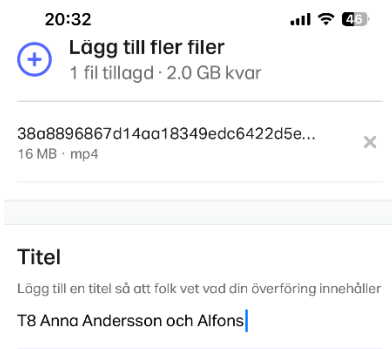 20:32
46
Lägg till fler filer
1 fil tillagd · 2.0 GB kvar
38a8896867d14aa18349edc6422d5e...
16 MB · mp4
Titel
Lägg till en titel så att folk vet vad din överföring innehåller
T8 Anna Andersson och Alfons